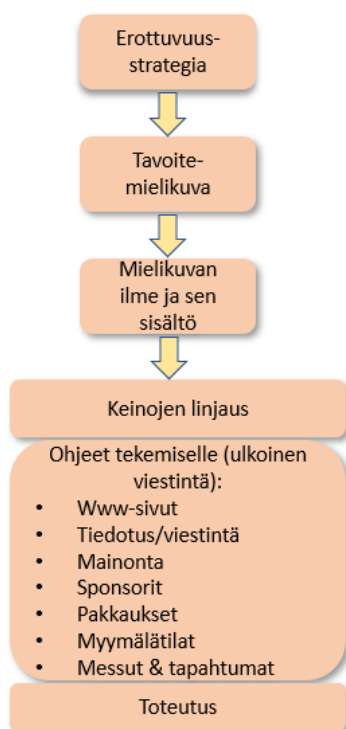 Erottuvuus-
strategia
Tavoite-
mielikuva
Mielikuvan
ilme ja sen
sisältö
Keinojen linjaus
Ohjeet tekemiselle (ulkoinen
viestintä):
• Www-sivut
• Tiedotus/viestintä
• Mainonta
• Sponsorit
• Pakkaukset
• Myymälätilat
• Messut & tapahtumat
Toteutus